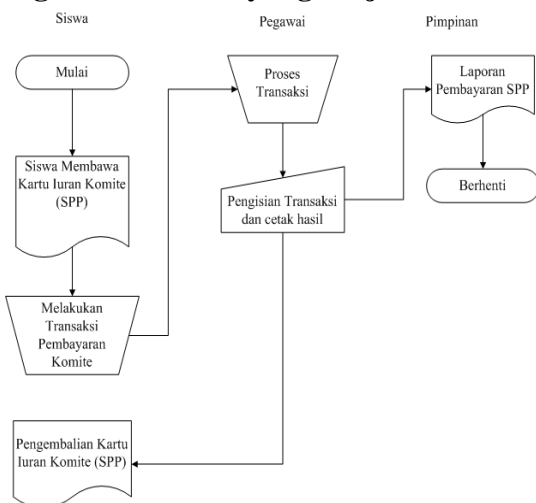 Siswa
Pegawai
Pimpinan
Mulai
Proses
Transaksi
Laporan
Pembayaran SPP
Siswa Membawa
Kartu Iuran Komite
(SPP)
Pengisian Transaksi
dan cetak hasil
Berhenti
Melakukan
Transaksi
Pembayaran
Komite
Pengembalian Kartu
Iuran Komite (SPP)